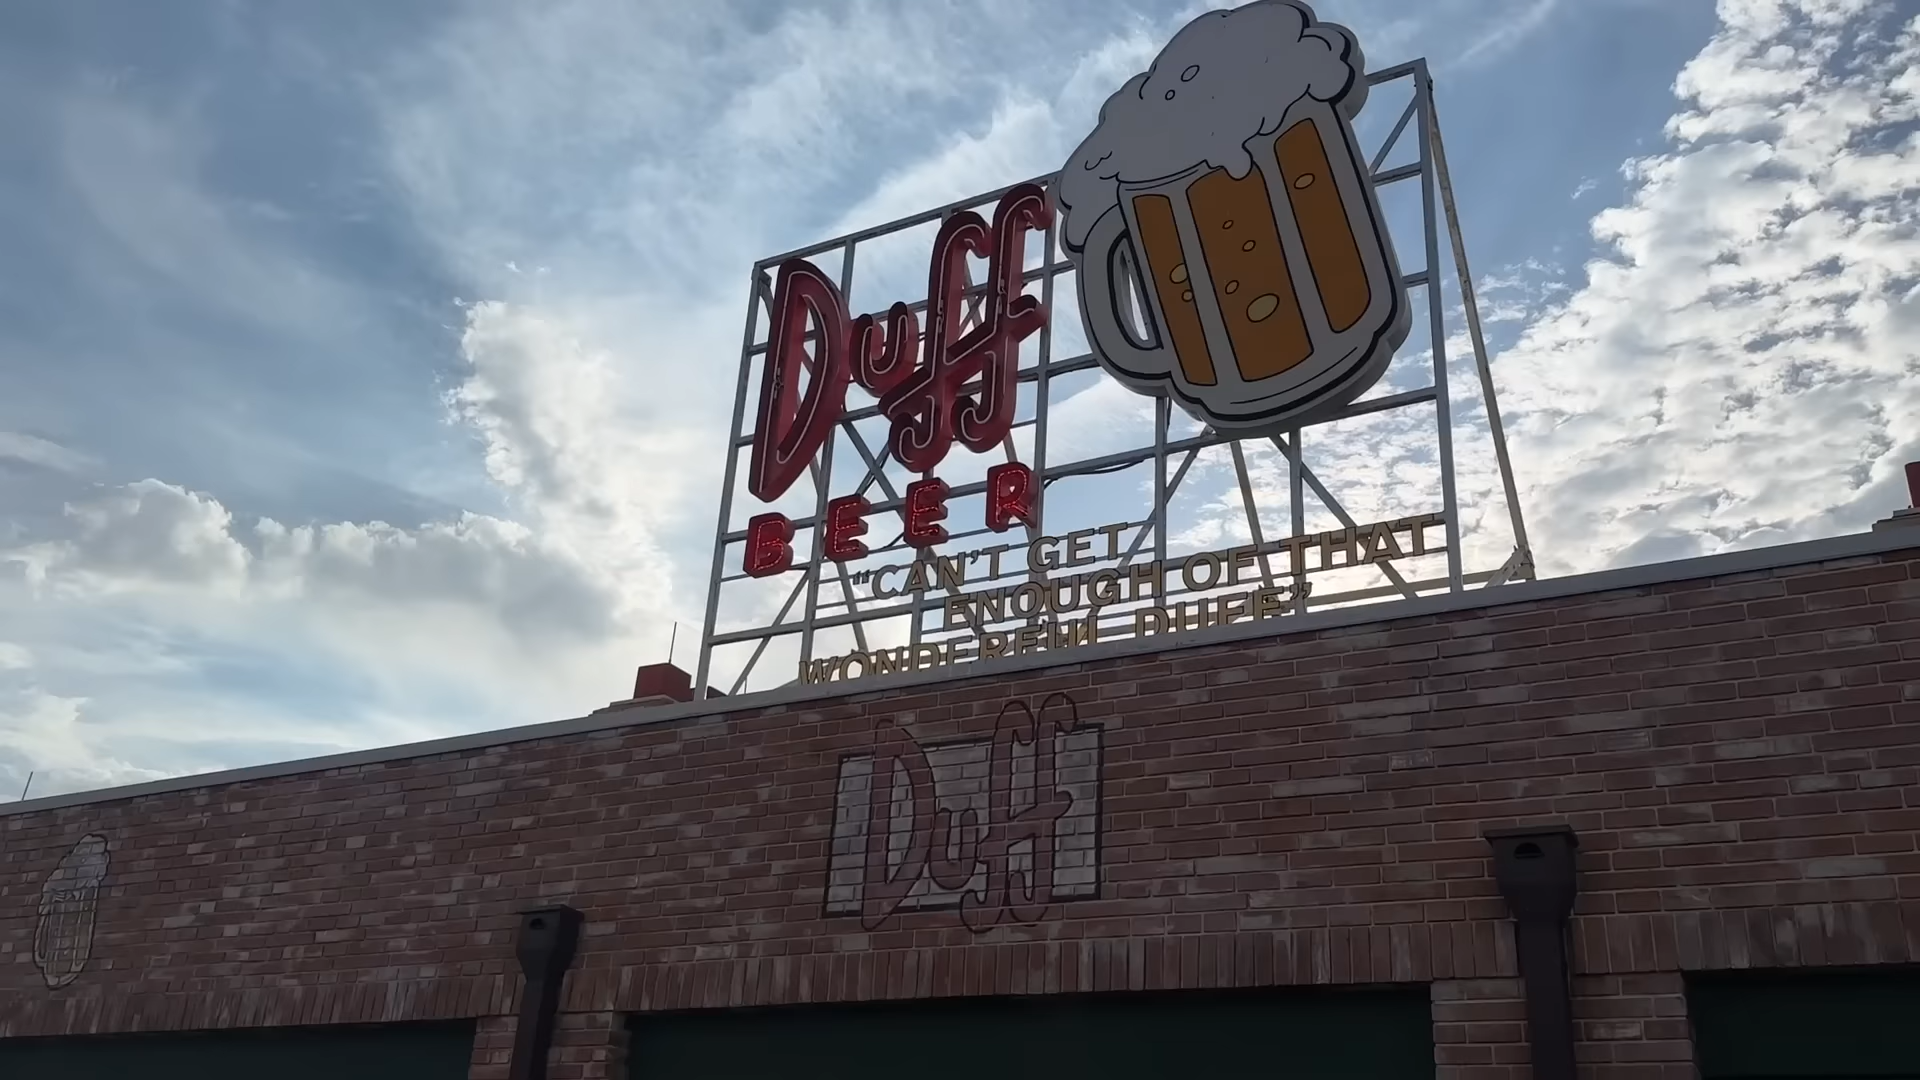 Duff
BEER
"CAN'T GET
ENOUGH OF THAT
WONDERFUL DUFF"
Duff